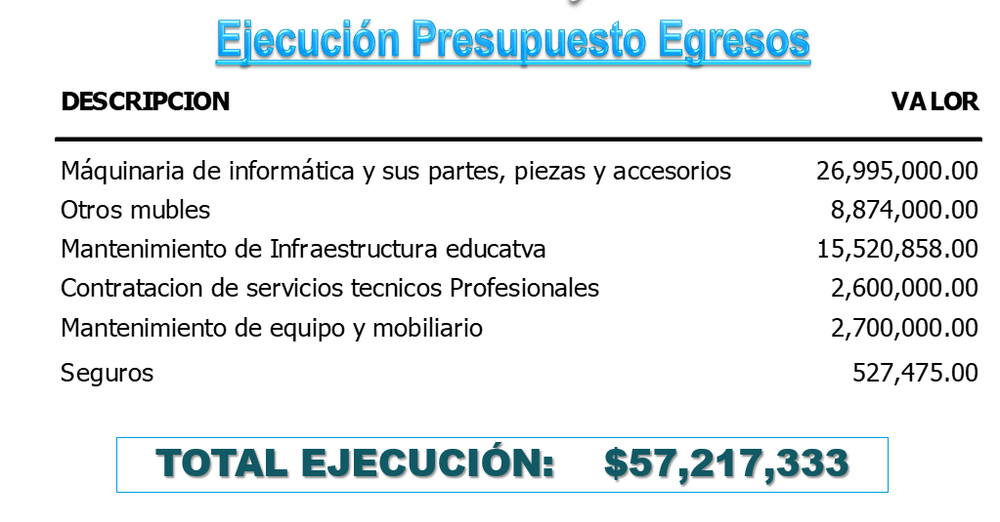 Ejecución Presupuesto Egresos
DESCRIPCION VALOR
Máquinaria de informática y sus partes, piezas y accesorios 26,995,000.00
Otros mubles 8,874,000.00
Mantenimiento de Infraestructura educatva 15,520,858.00
Contratacion de servicios tecnicos Profesionales 2,600,000.00
Mantenimiento de equipo y mobiliario 2,700,000.00
Seguros 527,475.00
TOTAL EJECUCIÓN: $57,217,333